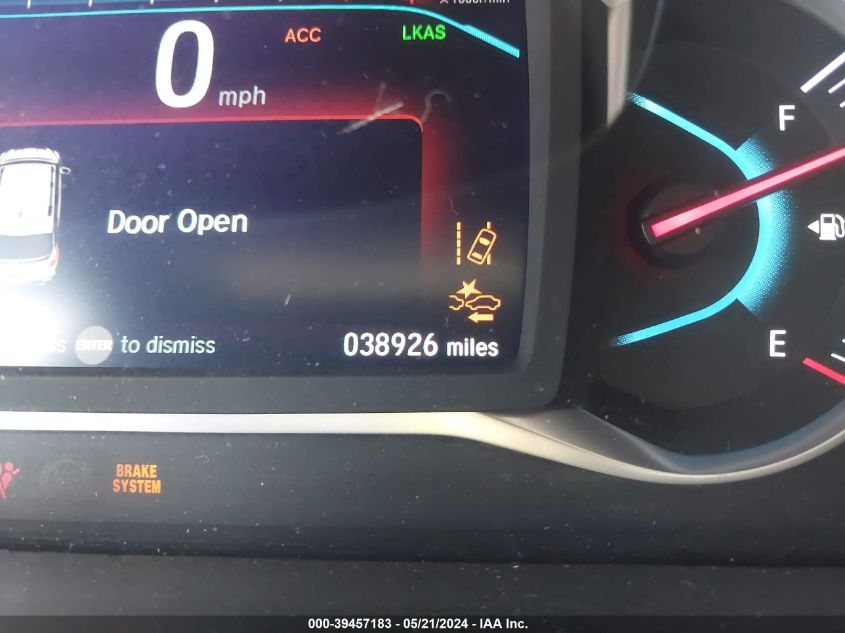 ACC
LKAS
0 mph
Door Open
ENTER to dismiss
038926 miles
F
E
BRAKE
SYSTEM
000-39457183 - 05/21/2024 - IAA Inc.